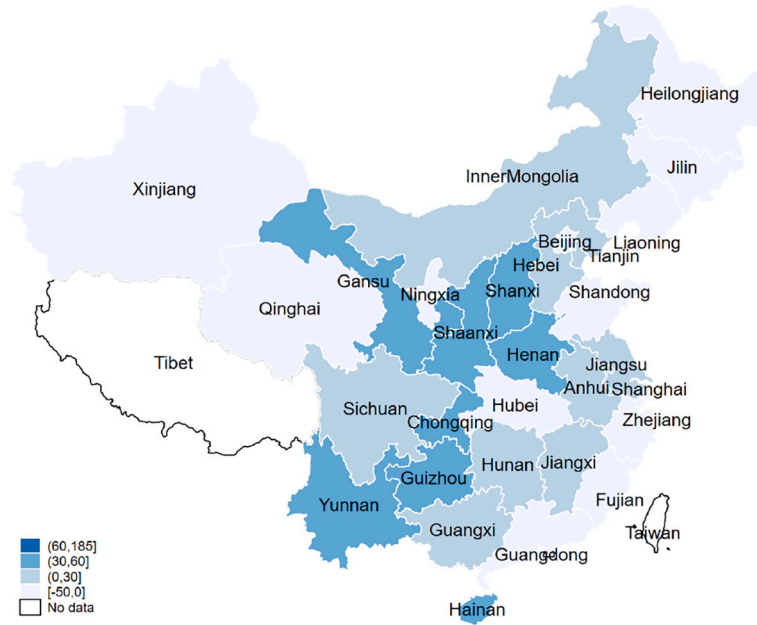 Heilongjiang
Jilin
InnerMongolia
Xinjiang
Beijing
Liaoning
Tianjin
Hebei
Gansu
Shanxi
Ningxia
Shandong
Qinghai
Shaanxi
Henan
Tibet
Jiangsu
Anhui
Shanghai
Sichuan
Hubei
Zhejiang
Chongqing
Hunan
Jiangxi
Guizhou
Yunnan
Fujian
Guangxi
Taiwan
Guangdong
(60,185]
(30,60]
(0,30]
[-50,0]
No data
Hainan